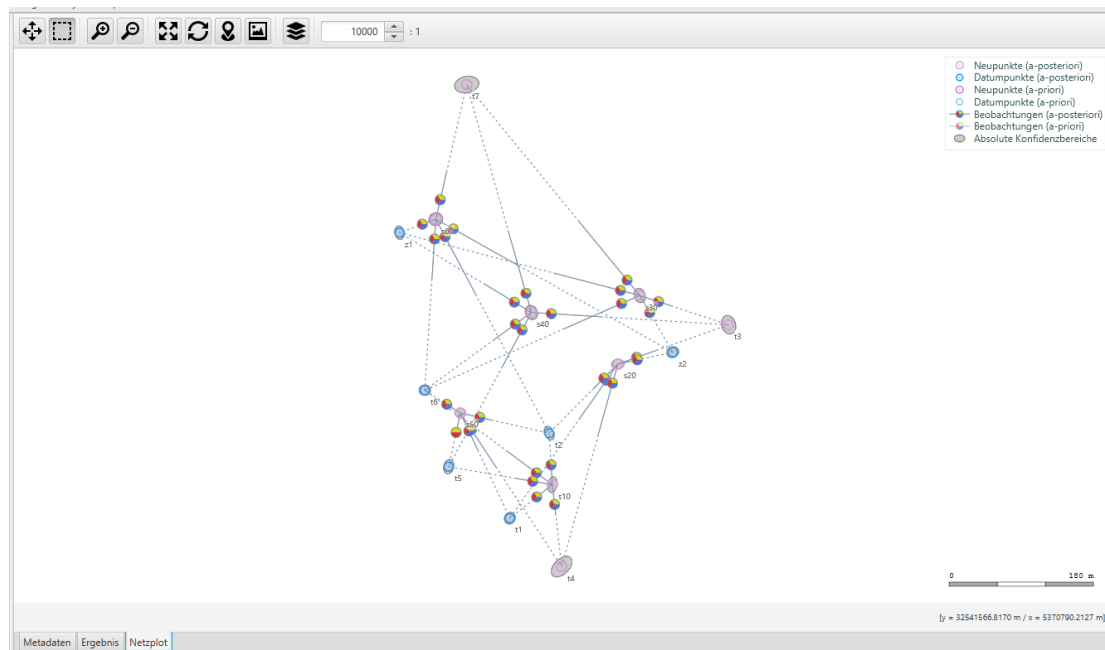 10000 : 1
Neupunkte (a-posteriori)
Datumpunkte (a-posteriori)
Neupunkte (a-priori)
Datumpunkte (a-priori)
Beobachtungen (a-posteriori)
Beobachtungen (a-priori)
Absolute Konfidenzbereiche
t7
s60
z1
s30
s40
t3
z2
s20
t6
s50
t2
t5
s10
t1
t4
0 180 m
[y = 32541566.8170 m / x = 5370790.2127 m]
Metadaten Ergebnis Netzplot